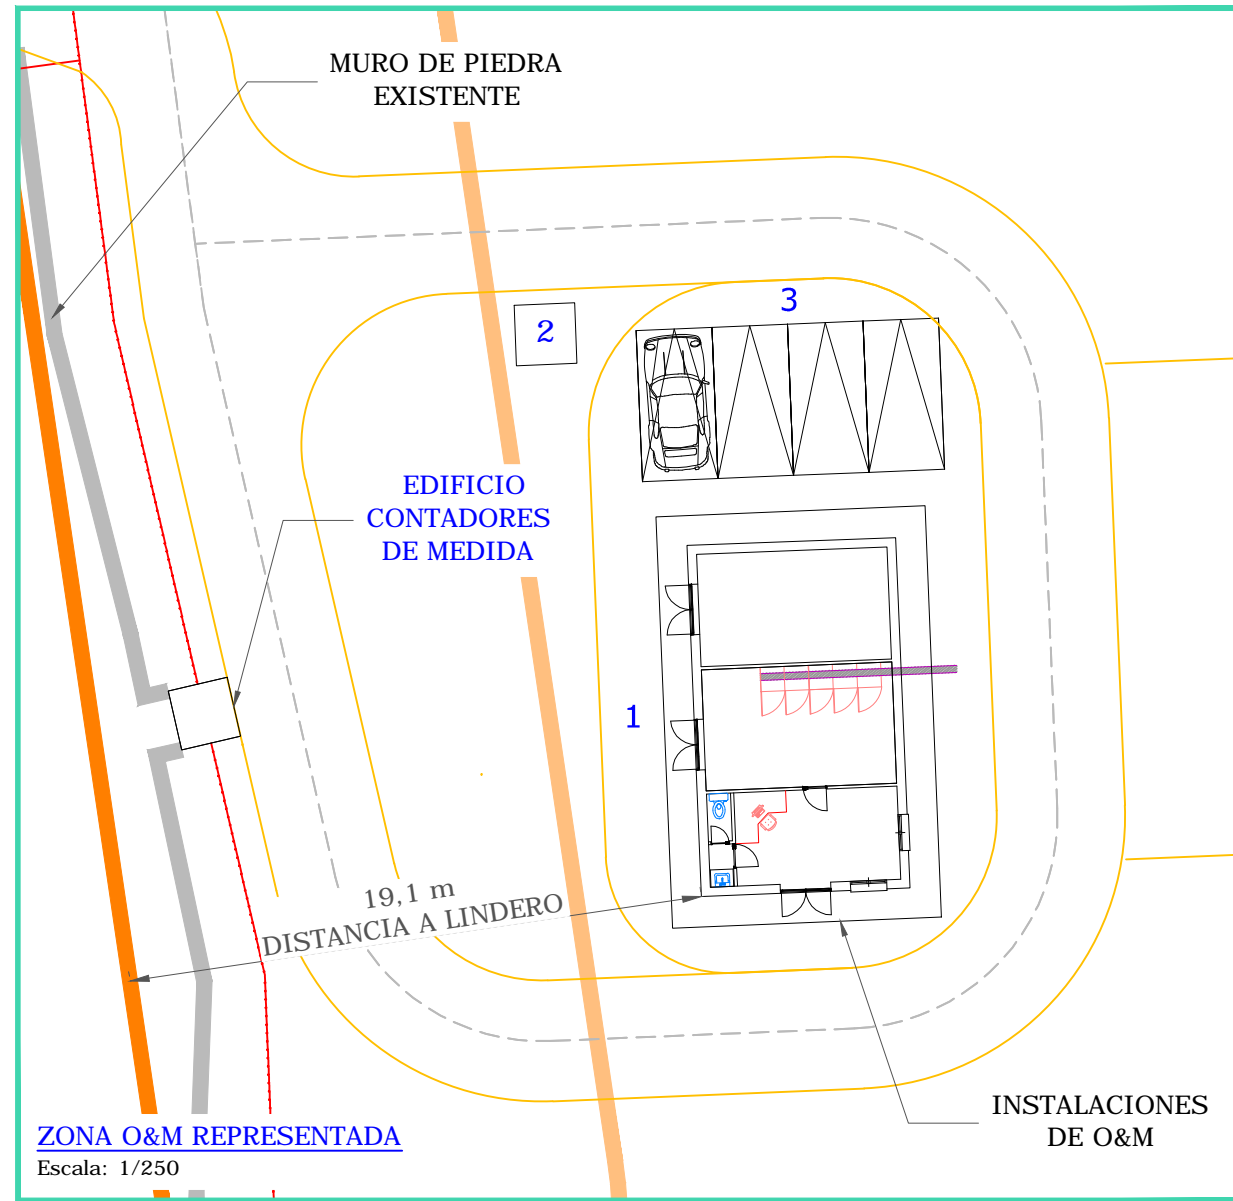 MURO DE PIEDRA
EXISTENTE
3
2
EDIFICIO
CONTADORES
DE MEDIDA
1
19,1 m
DISTANCIA A LINDERO
INSTALACIONES
DE O&M
ZONA O&M REPRESENTADA
Escala: 1/250